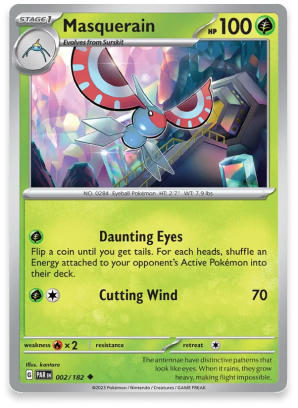 STAGE 1 Masquerain HP 100
Evolves from Surskit
NO. 0284 Eyeball Pokémon HT: 2'7" WT: 7.9 lbs.
Daunting Eyes
Flip a coin until you get tails. For each heads, shuffle an
Energy attached to your opponent's Active Pokémon into
their deck.
Cutting Wind 70
weakness ×2 resistance retreat
Illus. kantaro
The antennae have distinctive patterns that
look like eyes. When it rains, they grow
heavy, making flight impossible.
G PAR EN 002/182
©2023 Pokémon / Nintendo / Creatures / GAME FREAK